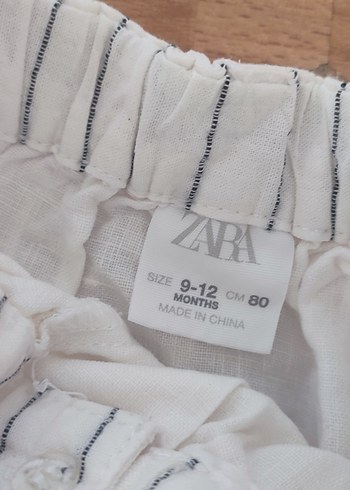 ZARA
SIZE 9-12 MONTHS CM 80
MADE IN CHINA